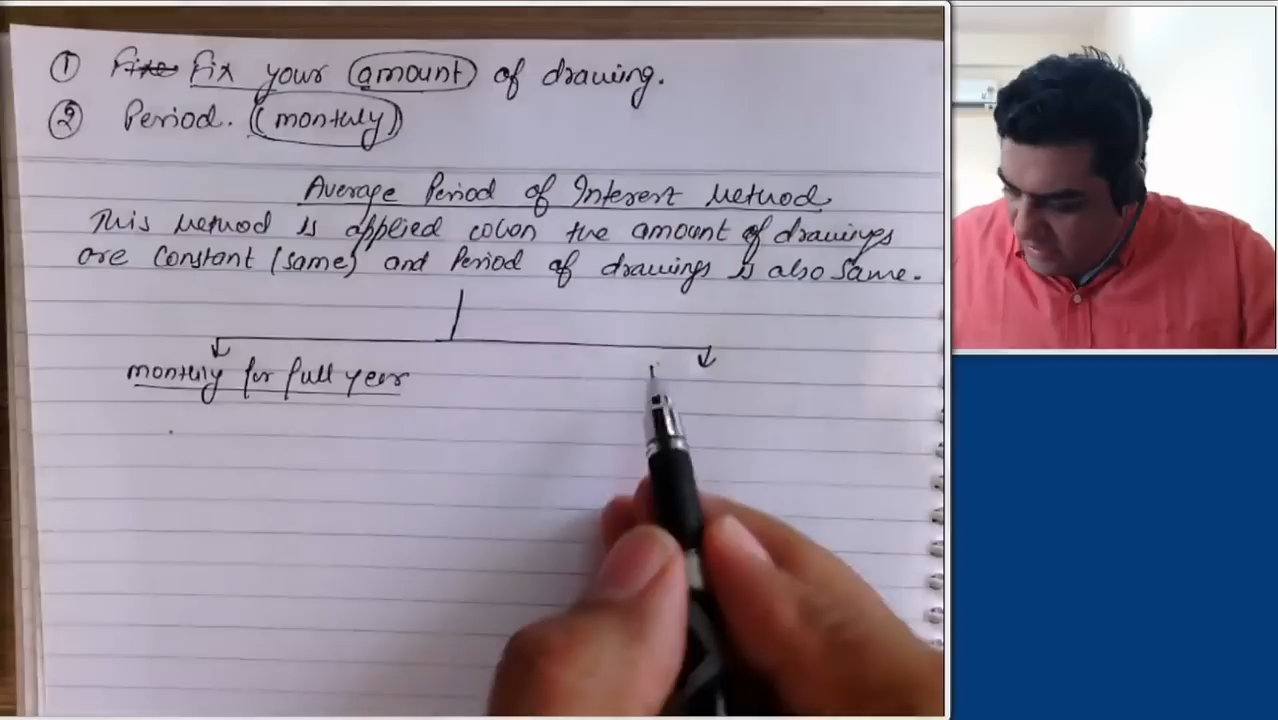 ① Fixe Fix your amount of drawing.
② Period. (monthly)
Average Period of Interest Method
This Method is applied when the amount of drawings
are Constant (same) and Period of drawings is also same.
monthly for full year